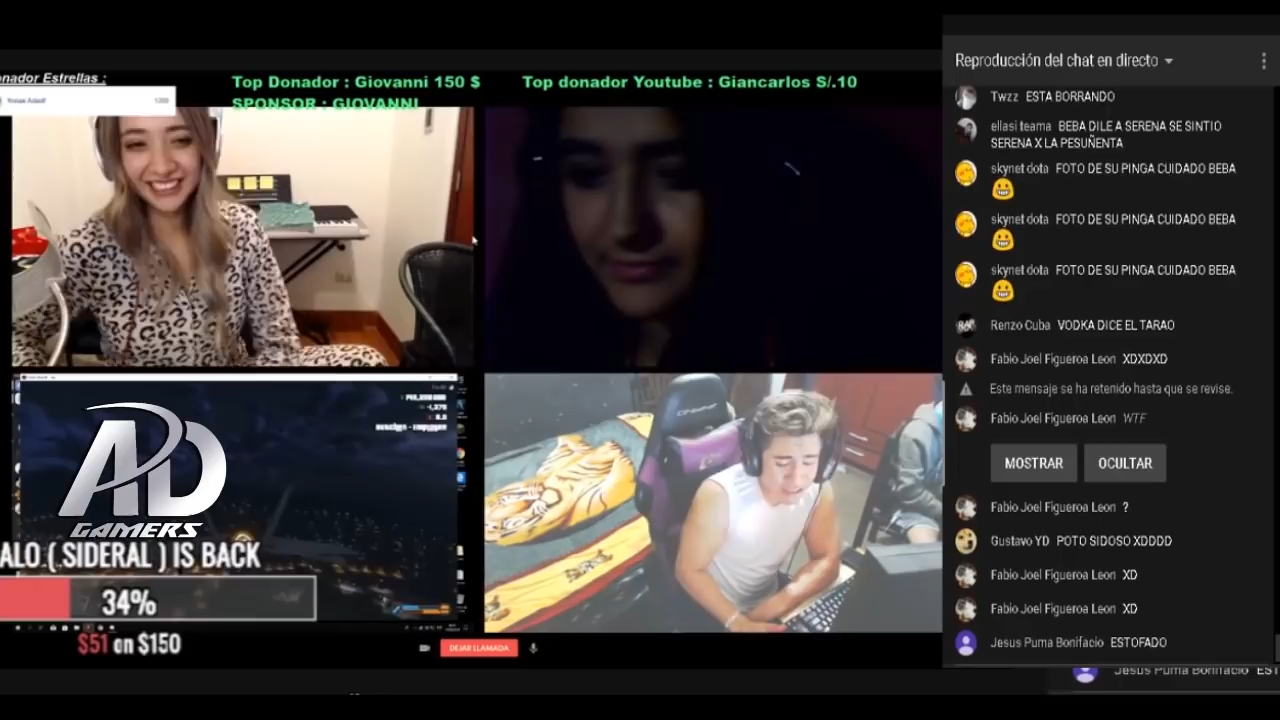 onador Estrellas :
Top Donador : Giovanni 150 $
SPONSOR : GIOVANNI
Top donador Youtube : Giancarlos S/.10
AD
GAMERS
ALO ( SIDERAL ) IS BACK
34%
$51 on $150
DEJAR LLAMADA
Reproducción del chat en directo
Twzz ESTA BORRANDO
ellasi teama BEBA DILE A SERENA SE SINTIO
SERENA X LA PESUÑENTA
skynet dota FOTO DE SU PINGA CUIDADO BEBA
skynet dota FOTO DE SU PINGA CUIDADO BEBA
skynet dota FOTO DE SU PINGA CUIDADO BEBA
Renzo Cuba VODKA DICE EL TARAO
Fabio Joel Figueroa Leon XDXDXD
Este mensaje se ha retenido hasta que se revise.
Fabio Joel Figueroa Leon WTF
MOSTRAR
OCULTAR
Fabio Joel Figueroa Leon ?
Gustavo YD POTO SIDOSO XDDDD
Fabio Joel Figueroa Leon XD
Fabio Joel Figueroa Leon XD
Jesus Puma Bonifacio ESTOFADO
Jesus Puma Bonifacio EST